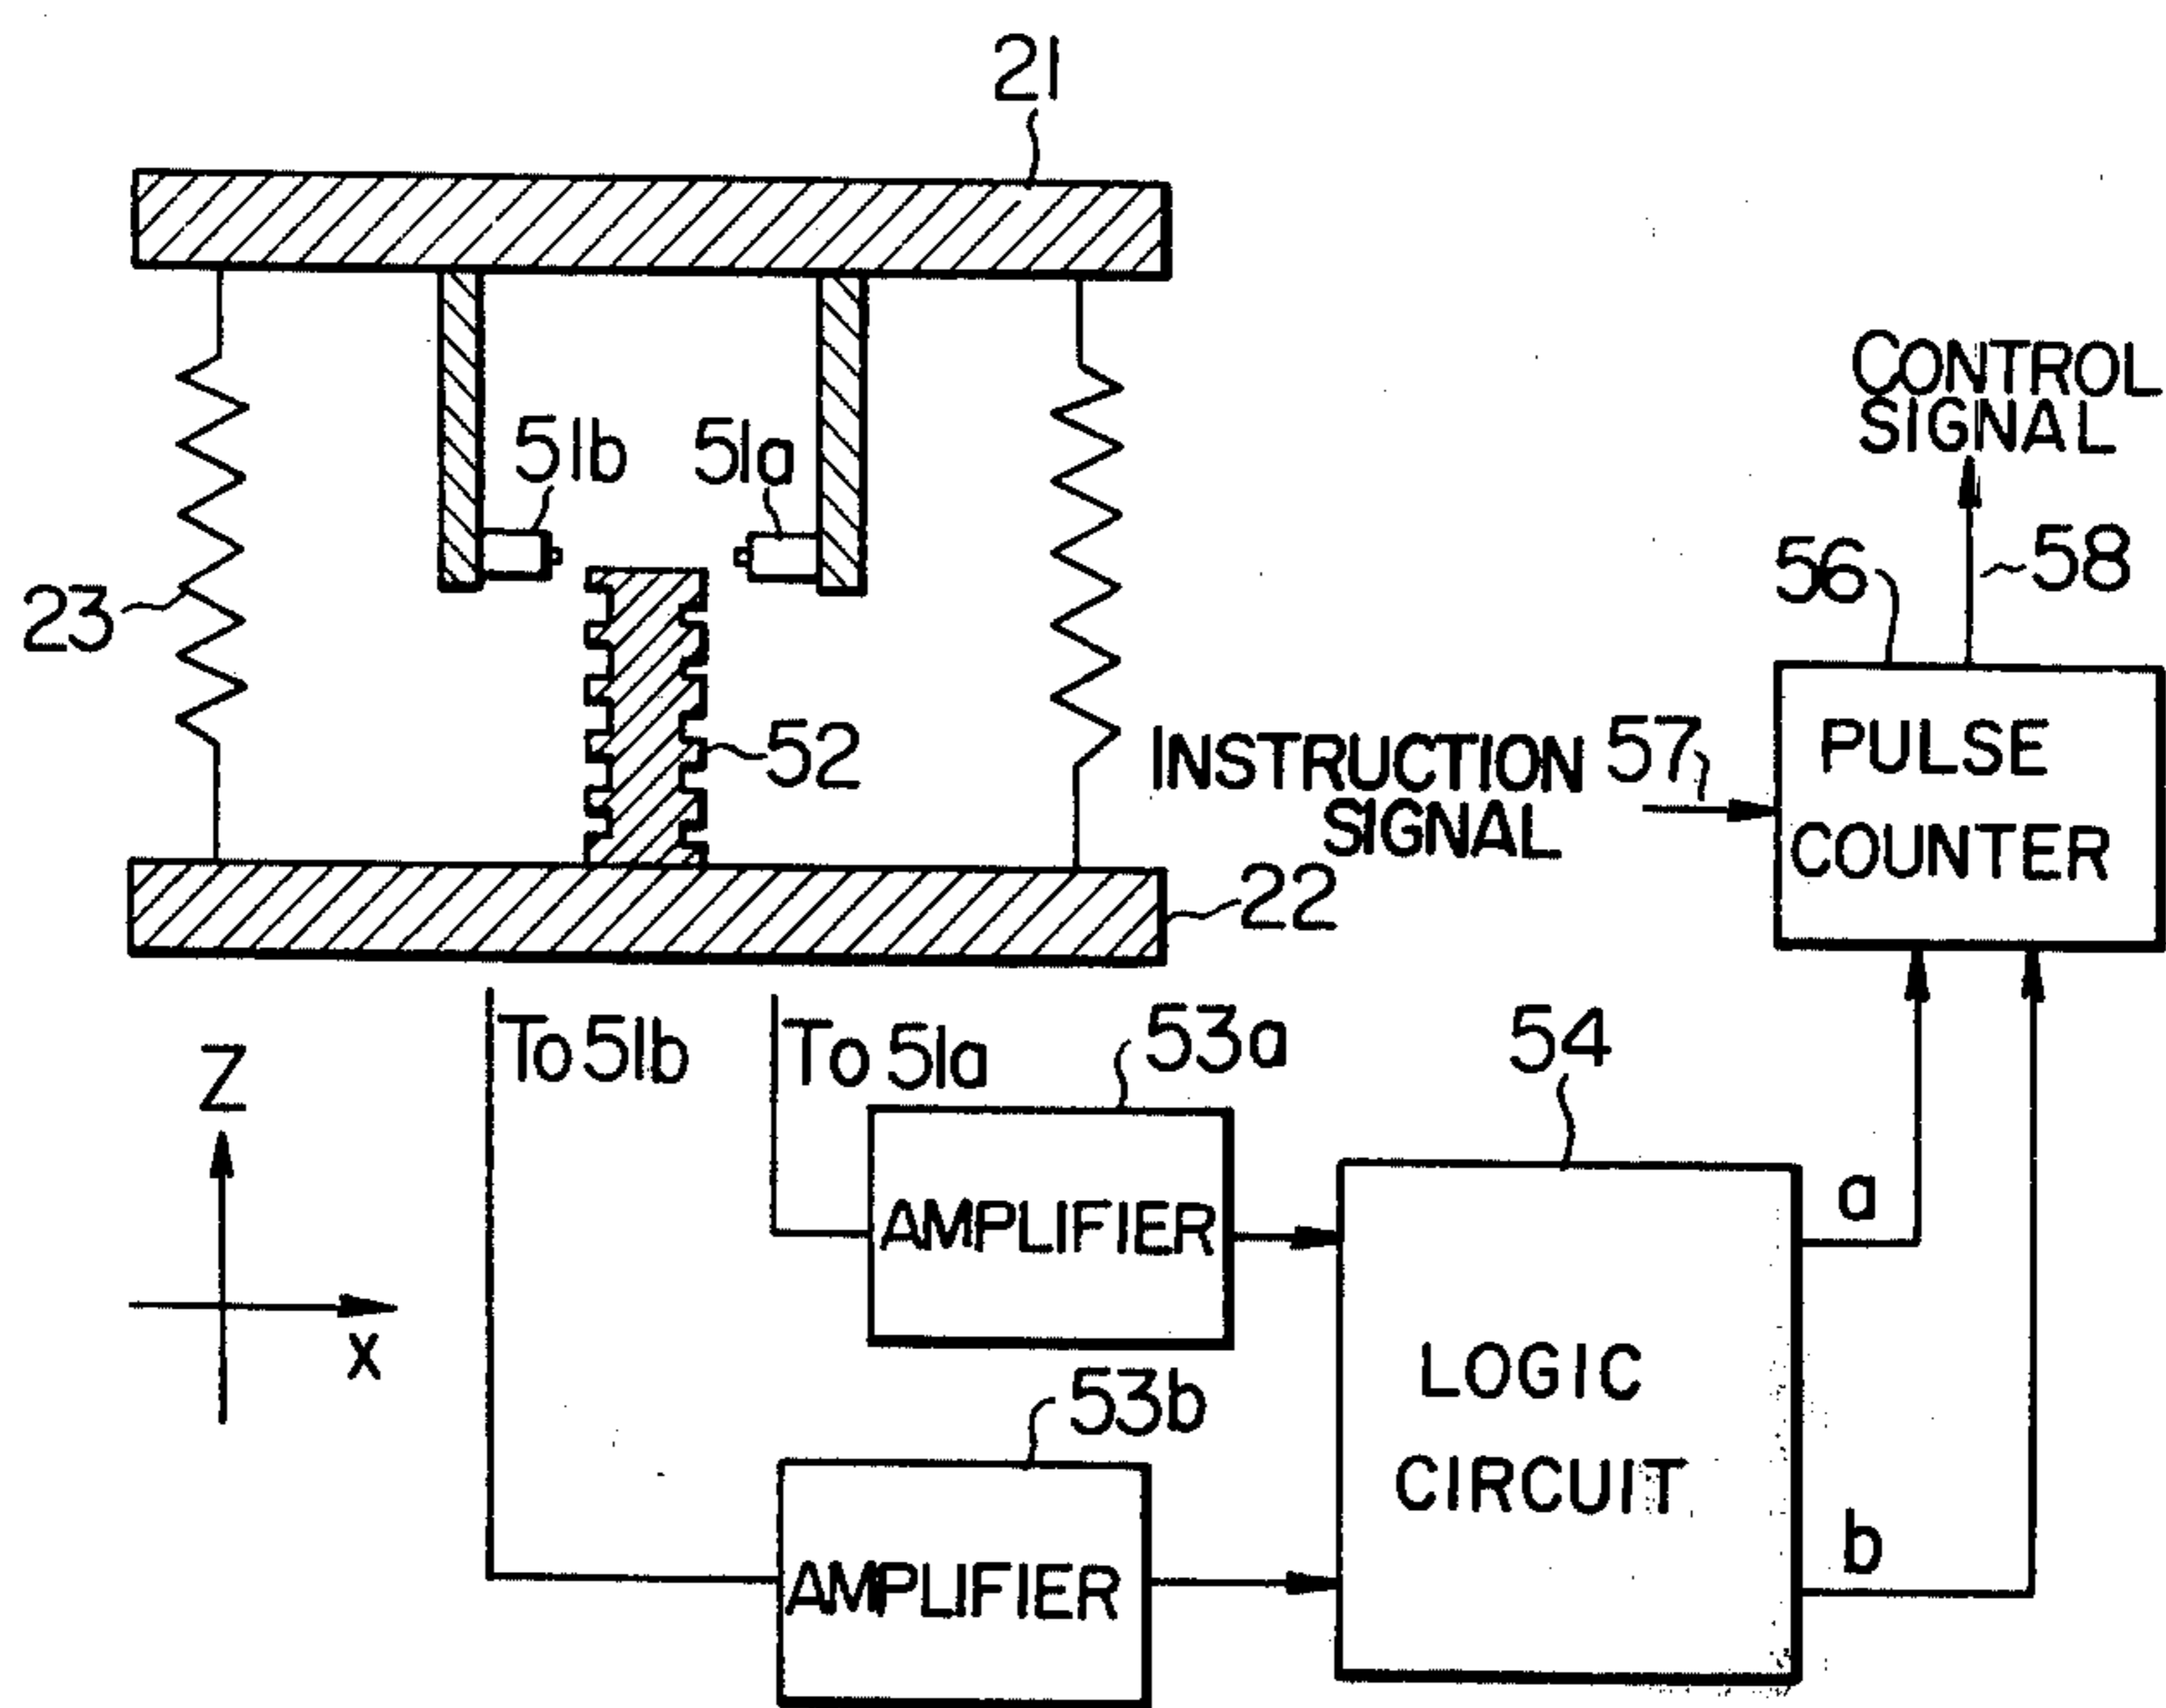 21
51b
51a
CONTROL
SIGNAL
23
56
58
52
INSTRUCTION
SIGNAL
57
PULSE
COUNTER
22
To 51b
To 51a
53a
54
Z
x
AMPLIFIER
a
LOGIC
CIRCUIT
53b
AMPLIFIER
b